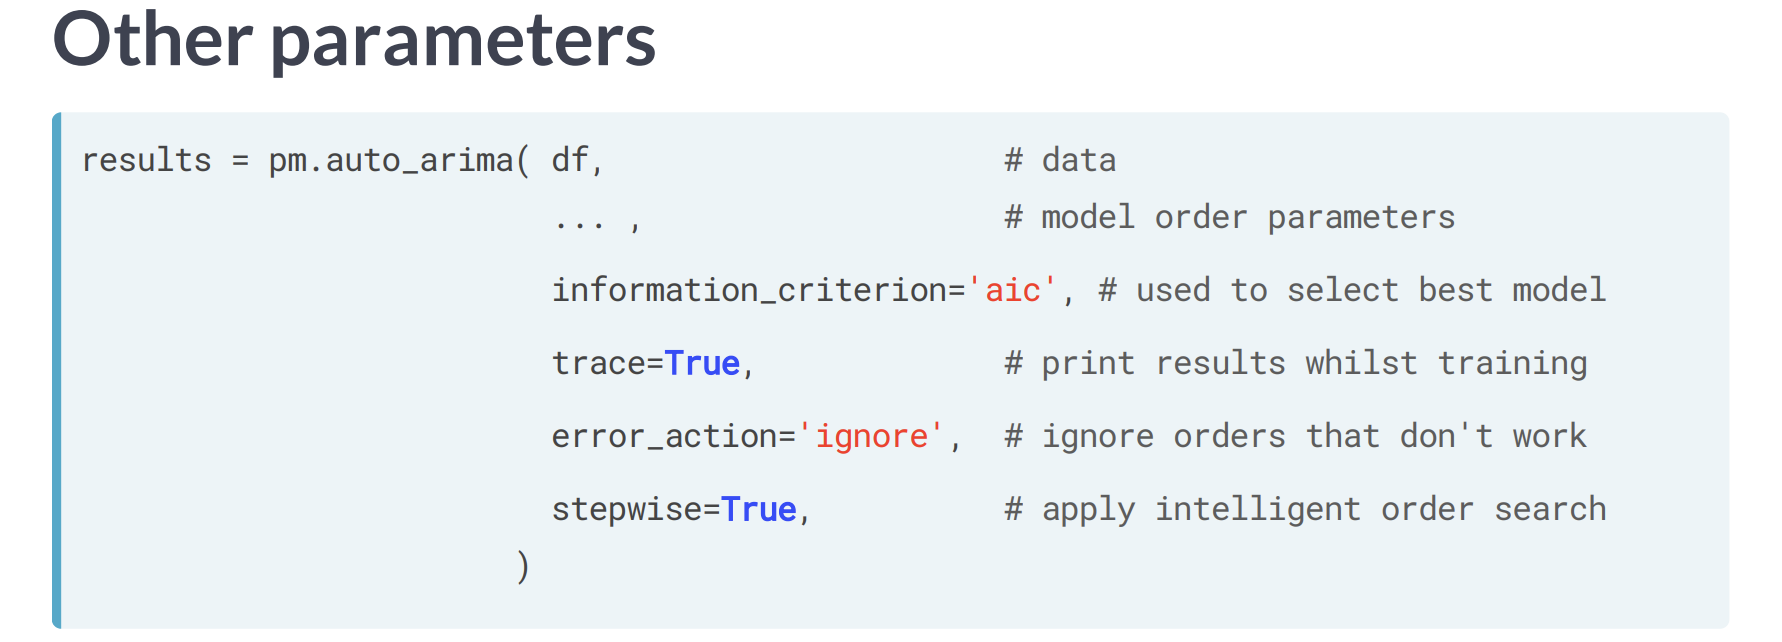 Other parameters
results = pm.auto_arima( df, # data
... , # model order parameters
information_criterion='aic', # used to select best model
trace=True, # print results whilst training
error_action='ignore', # ignore orders that don't work
stepwise=True, # apply intelligent order search
)